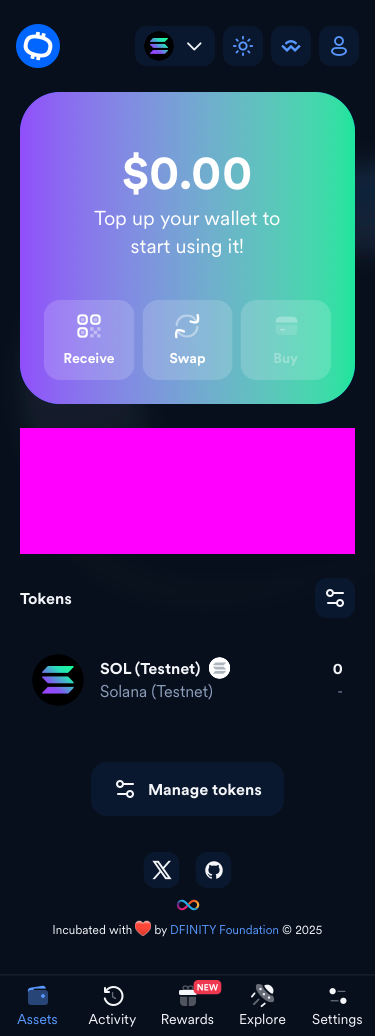 $0.00
Top up your wallet to
start using it!
Receive Swap Buy
Tokens
SOL (Testnet) 0
Solana (Testnet) -
Manage tokens
Incubated with ❤️ by DFINITY Foundation © 2025
NEW
Assets Activity Rewards Explore Settings